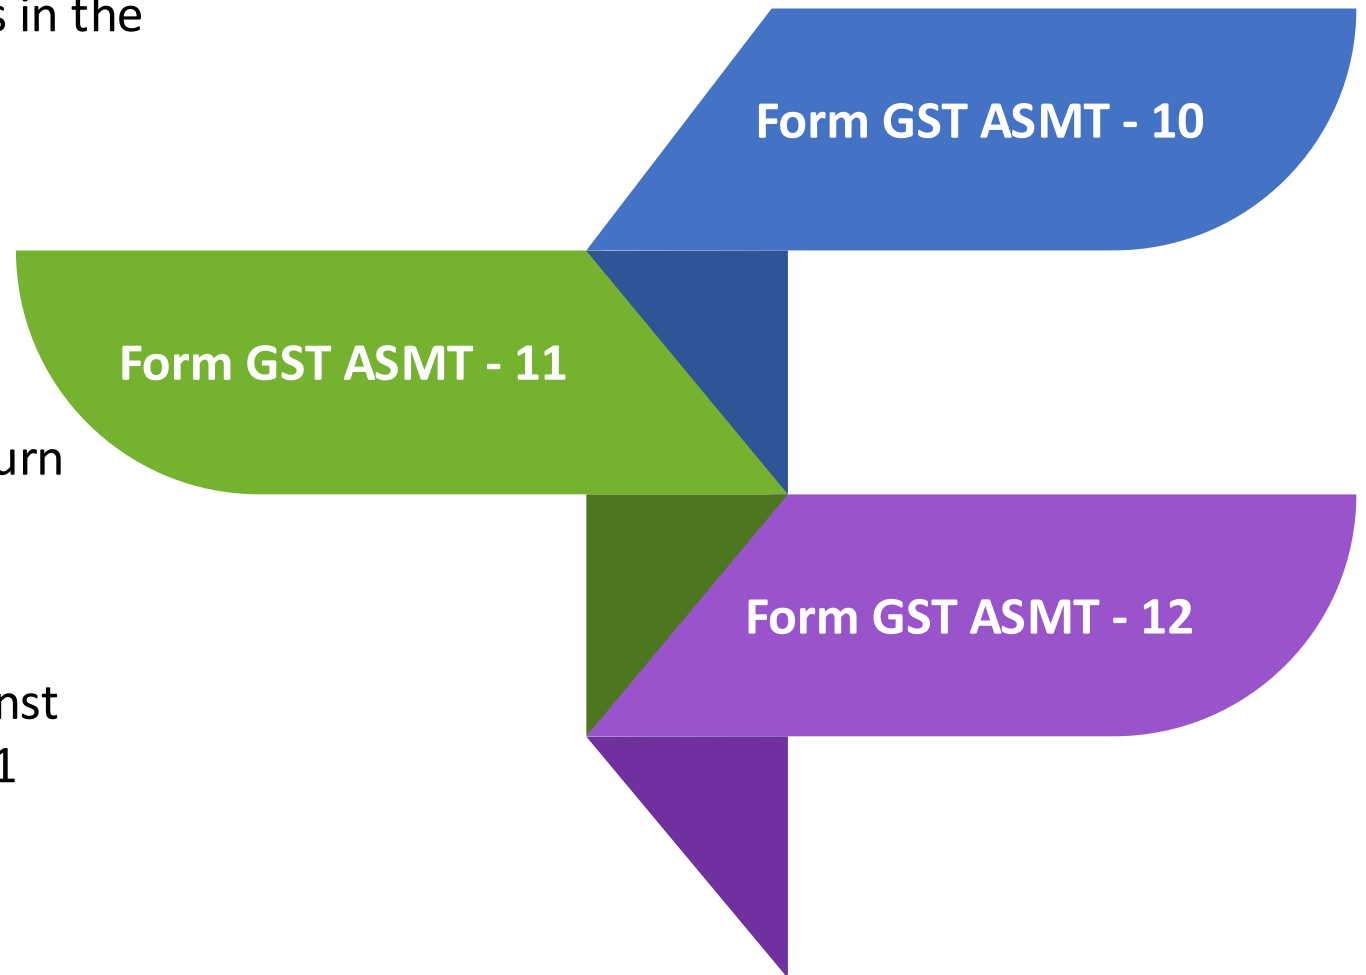 s in the
Form GST ASMT - 10
Form GST ASMT - 11
urn
Form GST ASMT - 12
nst
1